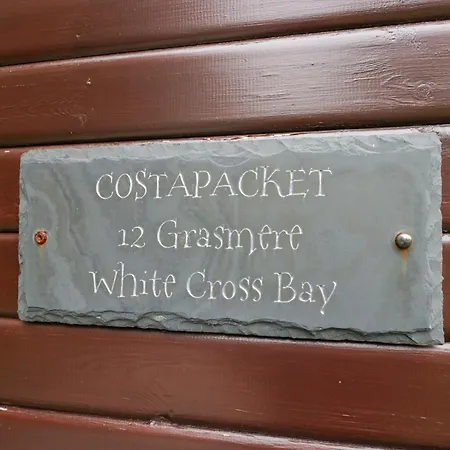 COSTAPACKET
12 Grasmere
White Cross Bay